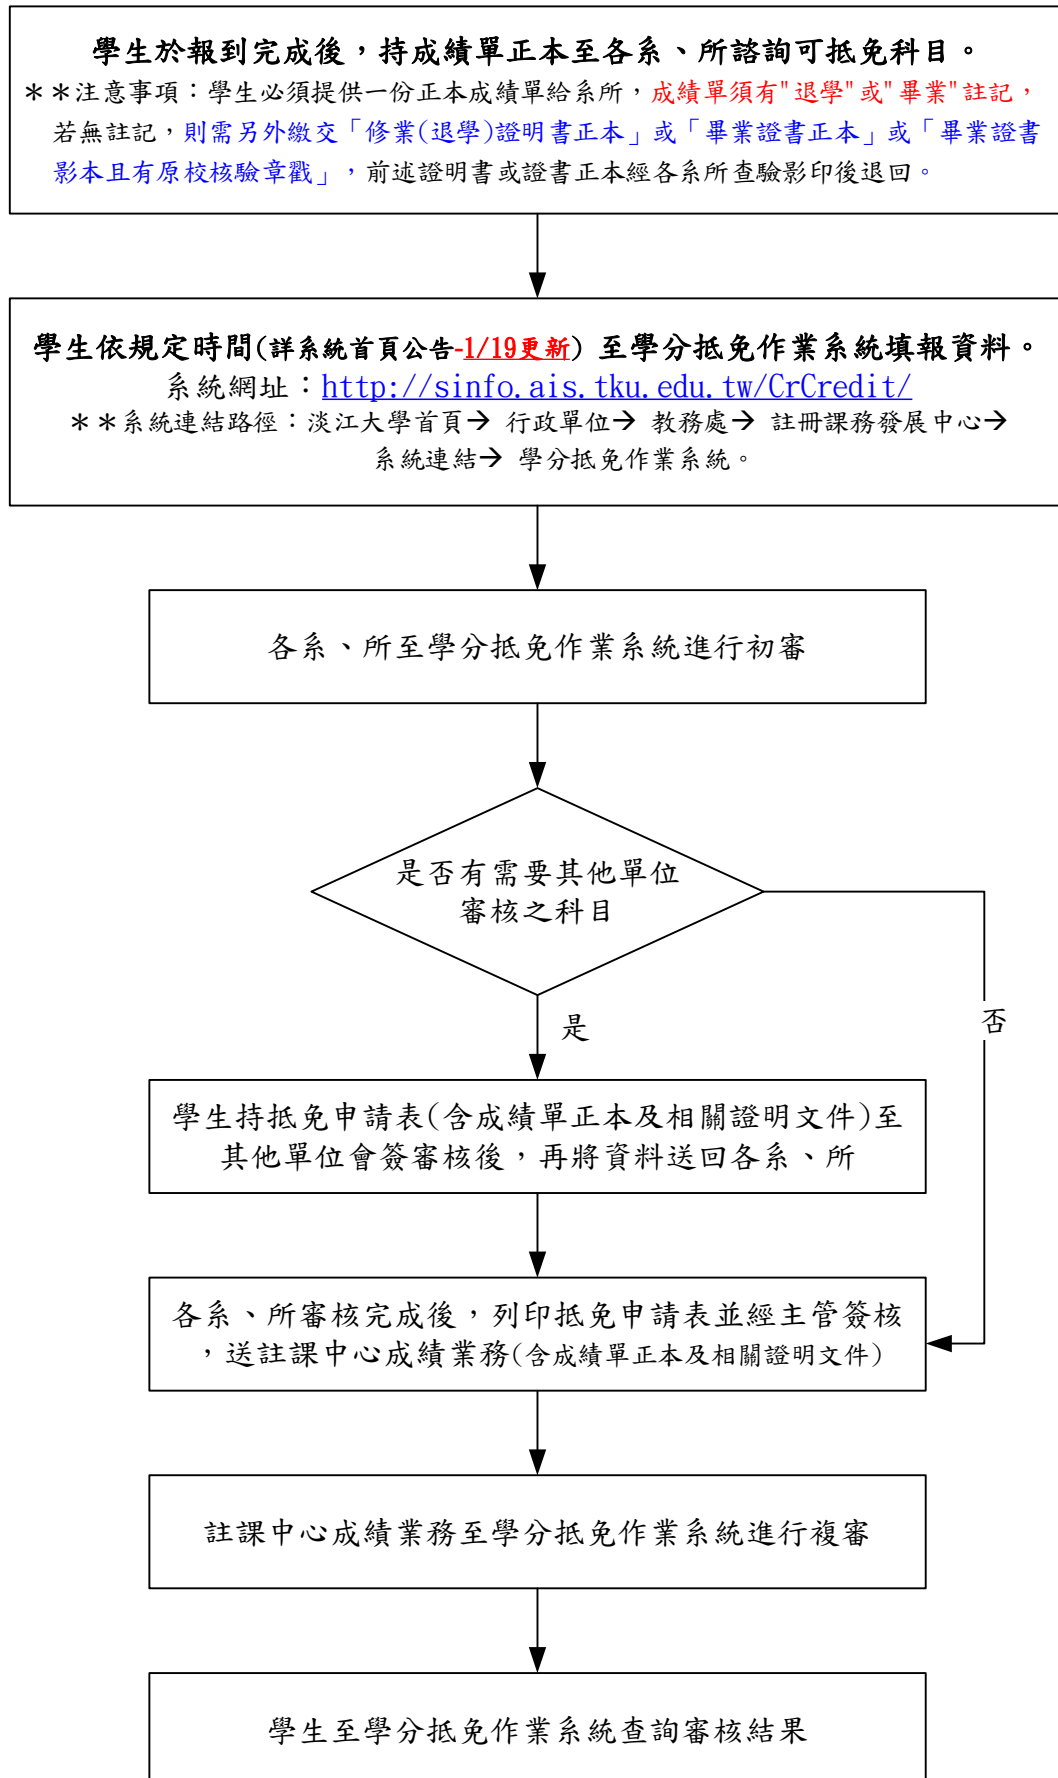 學生於報到完成後，持成績單正本至各系、所諮詢可抵免科目。
＊＊注意事項：學生必須提供一份正本成績單給系所，成績單須有"退學"或"畢業"註記，
若無註記，則需另外繳交「修業(退學)證明書正本」或「畢業證書正本」或「畢業證書
影本且有原校核驗章戳」，前述證明書或證書正本經各系所查驗影印後退回。
學生依規定時間(詳系統首頁公告-1/19更新) 至學分抵免作業系統填報資料。
系統網址：http://sinfo.ais.tku.edu.tw/CrCredit/
＊＊系統連結路徑：淡江大學首頁→ 行政單位→ 教務處→ 註冊課務發展中心→
系統連結→ 學分抵免作業系統。
各系、所至學分抵免作業系統進行初審
是否有需要其他單位
審核之科目
是
否
學生持抵免申請表(含成績單正本及相關證明文件)至
其他單位會簽審核後，再將資料送回各系、所
各系、所審核完成後，列印抵免申請表並經主管簽核
，送註課中心成績業務(含成績單正本及相關證明文件)
註課中心成績業務至學分抵免作業系統進行複審
學生至學分抵免作業系統查詢審核結果